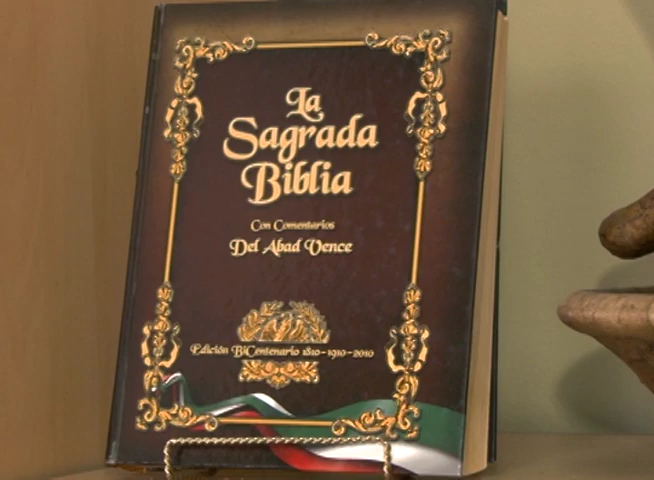 La
Sagrada
Biblia
Con Comentarios
Del Abad Vence
Edición BiCentenario 1810-1910-2010